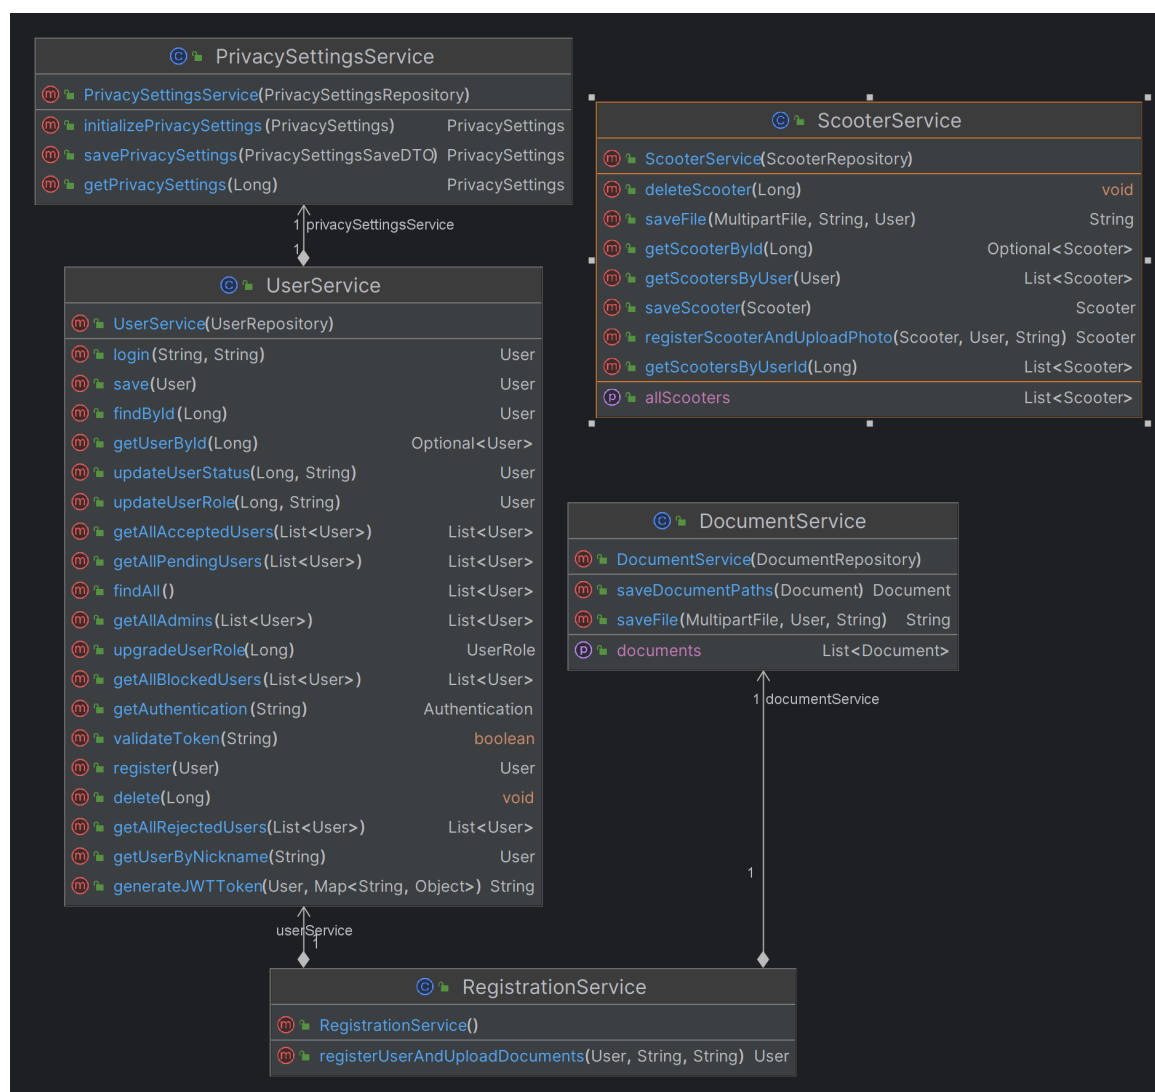 PrivacySettingsService
PrivacySettingsService(PrivacySettingsRepository)
initializePrivacySettings(PrivacySettings) PrivacySettings
savePrivacySettings(PrivacySettingsSaveDTO) PrivacySettings
getPrivacySettings(Long) PrivacySettings
1 privacySettingsService
1
ScooterService
ScooterService(ScooterRepository)
deleteScooter(Long) void
saveFile(MultipartFile, String, User) String
getScooterById(Long) Optional<Scooter>
getScootersByUser(User) List<Scooter>
saveScooter(Scooter) Scooter
registerScooterAndUploadPhoto(Scooter, User, String) Scooter
getScootersByUserId(Long) List<Scooter>
allScooters List<Scooter>
UserService
UserService(UserRepository)
login(String, String) User
save(User) User
findById(Long) User
getUserById(Long) Optional<User>
updateUserStatus(Long, String) User
updateUserRole(Long, String) User
getAllAcceptedUsers(List<User>) List<User>
getAllPendingUsers(List<User>) List<User>
findAll() List<User>
getAllAdmins(List<User>) List<User>
upgradeUserRole(Long) UserRole
getAllBlockedUsers(List<User>) List<User>
getAuthentication(String) Authentication
validateToken(String) boolean
register(User) User
delete(Long) void
getAllRejectedUsers(List<User>) List<User>
getUserByNickname(String) User
generateJWTToken(User, Map<String, Object>) String
DocumentService
DocumentService(DocumentRepository)
saveDocumentPaths(Document) Document
saveFile(MultipartFile, User, String) String
documents List<Document>
1 documentService
1
userService
1
RegistrationService
RegistrationService()
registerUserAndUploadDocuments(User, String, String) User